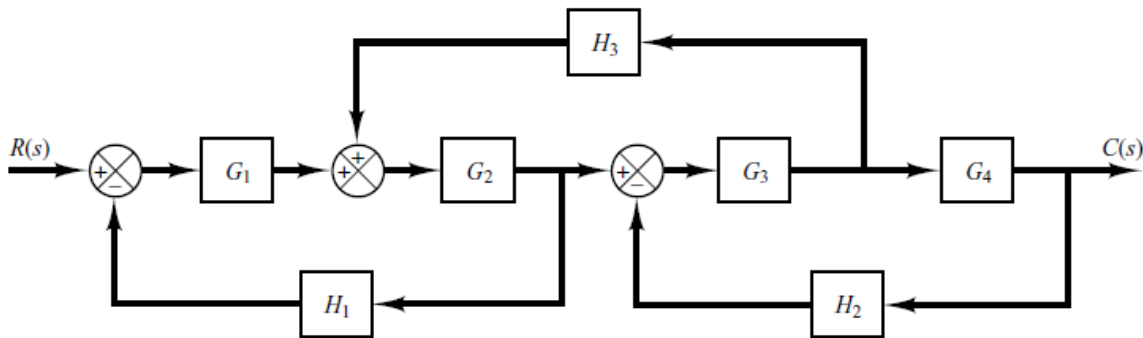 H₃
R(s) + − G₁ + + G₂ + − G₃ G₄ C(s)
H₁ H₂